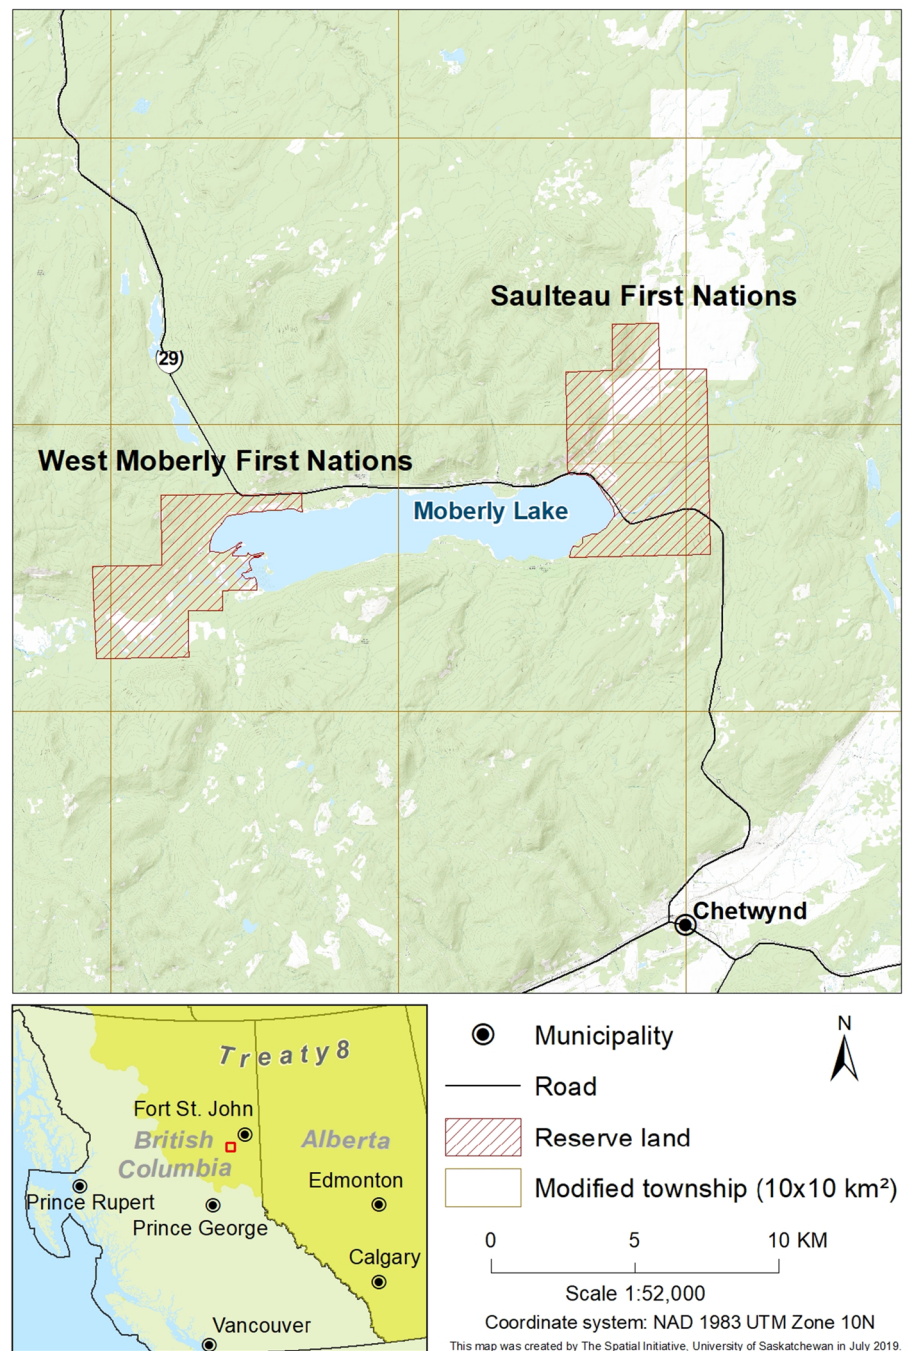 Saulteau First Nations
29
West Moberly First Nations
Moberly Lake
Chetwynd
Treaty 8
Fort St. John
British
Columbia
Alberta
Edmonton
Prince Rupert
Prince George
Calgary
Vancouver
N
Municipality
Road
Reserve land
Modified township (10x10 km²)
0 5 10 KM
Scale 1:52,000
Coordinate system: NAD 1983 UTM Zone 10N
This map was created by The Spatial Initiative, University of Saskatchewan in July 2019.